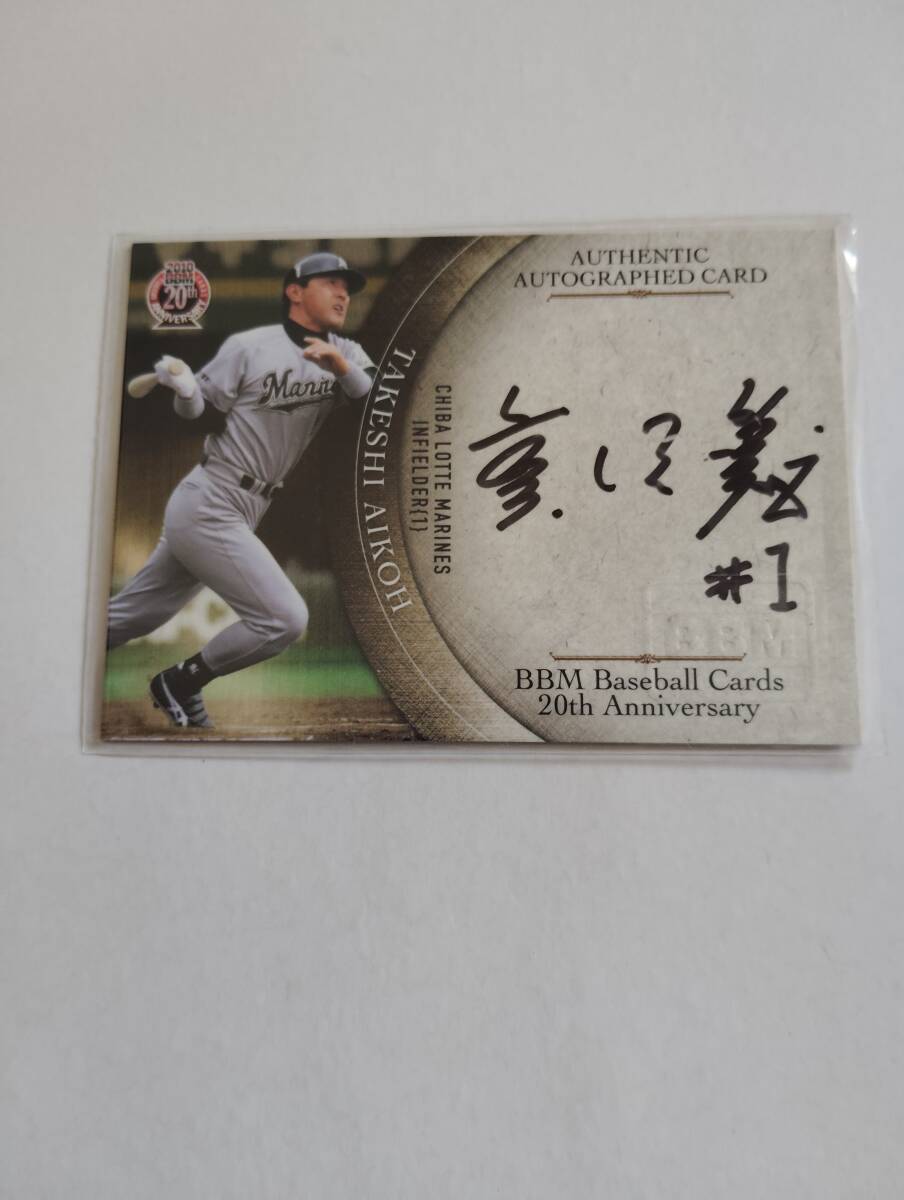 2010
BBM
20th
ANNIVERSARY
Marin
TAKESHI AIKOH
CHIBA LOTTE MARINES
INFIELDER(1)
AUTHENTIC
AUTOGRAPHED CARD
#1
BBM
BBM Baseball Cards
20th Anniversary